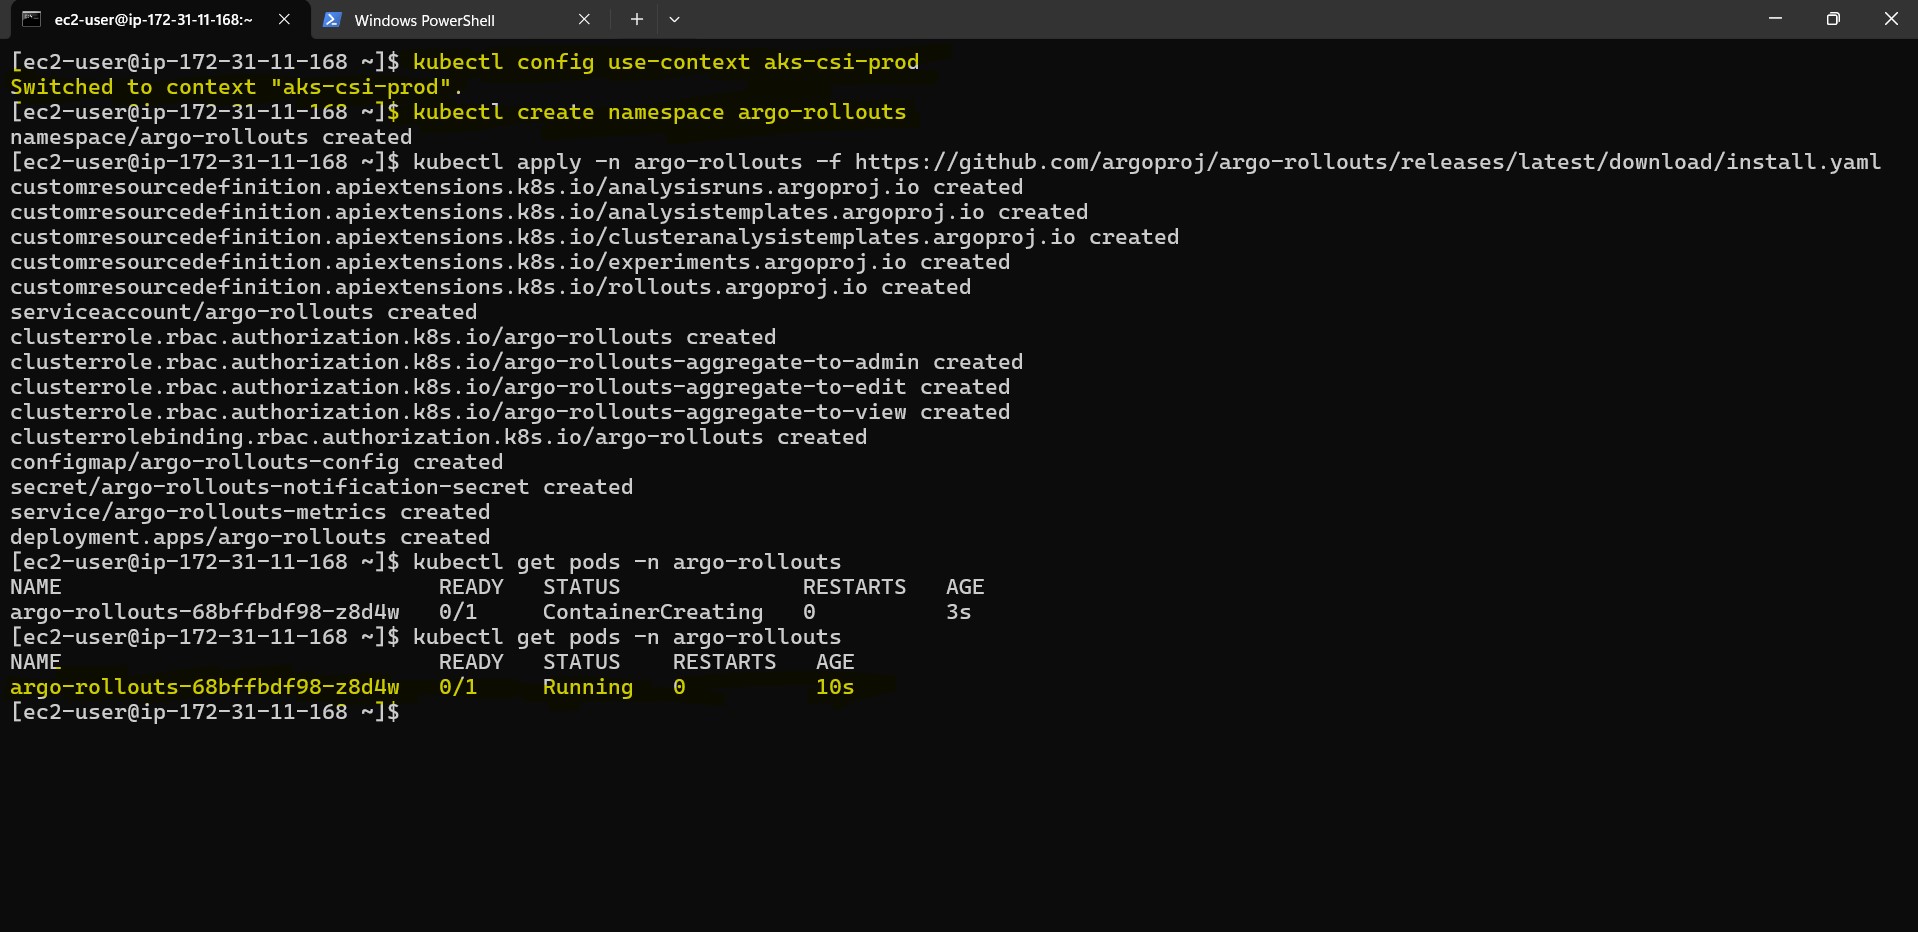 ec2-user@ip-172-31-11-168:~
Windows PowerShell
[ec2-user@ip-172-31-11-168 ~]$ kubectl config use-context aks-csi-prod
Switched to context "aks-csi-prod".
[ec2-user@ip-172-31-11-168 ~]$ kubectl create namespace argo-rollouts
namespace/argo-rollouts created
[ec2-user@ip-172-31-11-168 ~]$ kubectl apply -n argo-rollouts -f https://github.com/argoproj/argo-rollouts/releases/latest/download/install.yaml
customresourcedefinition.apiextensions.k8s.io/analysisruns.argoproj.io created
customresourcedefinition.apiextensions.k8s.io/analysistemplates.argoproj.io created
customresourcedefinition.apiextensions.k8s.io/clusteranalysistemplates.argoproj.io created
customresourcedefinition.apiextensions.k8s.io/experiments.argoproj.io created
customresourcedefinition.apiextensions.k8s.io/rollouts.argoproj.io created
serviceaccount/argo-rollouts created
clusterrole.rbac.authorization.k8s.io/argo-rollouts created
clusterrole.rbac.authorization.k8s.io/argo-rollouts-aggregate-to-admin created
clusterrole.rbac.authorization.k8s.io/argo-rollouts-aggregate-to-edit created
clusterrole.rbac.authorization.k8s.io/argo-rollouts-aggregate-to-view created
clusterrolebinding.rbac.authorization.k8s.io/argo-rollouts created
configmap/argo-rollouts-config created
secret/argo-rollouts-notification-secret created
service/argo-rollouts-metrics created
deployment.apps/argo-rollouts created
[ec2-user@ip-172-31-11-168 ~]$ kubectl get pods -n argo-rollouts
NAME                             READY   STATUS              RESTARTS   AGE
argo-rollouts-68bffbdf98-z8d4w   0/1     ContainerCreating   0          3s
[ec2-user@ip-172-31-11-168 ~]$ kubectl get pods -n argo-rollouts
NAME                             READY   STATUS    RESTARTS   AGE
argo-rollouts-68bffbdf98-z8d4w   0/1     Running   0          10s
[ec2-user@ip-172-31-11-168 ~]$